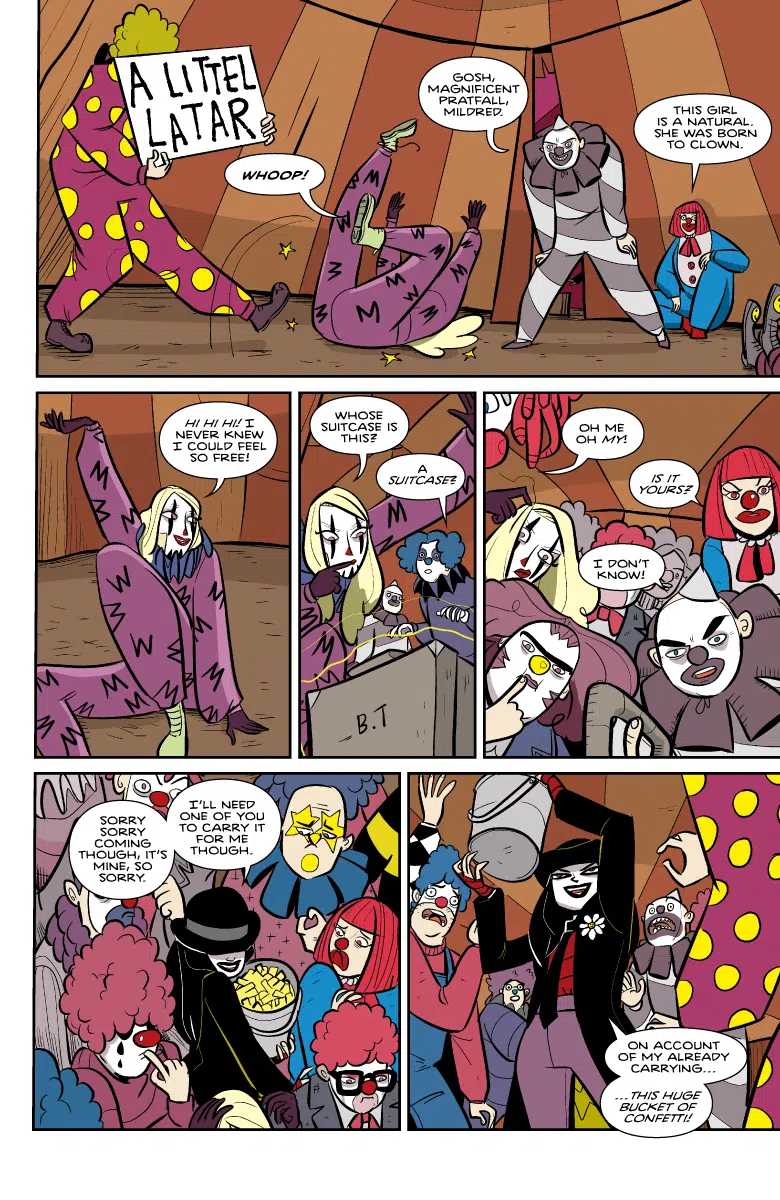 A LITTEL
LATAR
WHOOP!
GOSH,
MAGNIFICENT
PRATFALL,
MILDRED.
THIS GIRL
IS A NATURAL.
SHE WAS BORN
TO CLOWN.
HI HI HI! I
NEVER KNEW
I COULD FEEL
SO FREE!
WHOSE
SUITCASE IS
THIS?
A
SUITCASE?
B.T
OH ME
OH MY!
IS IT
YOURS?
I DON'T
KNOW!
SORRY
SORRY
COMING
THOUGH, IT'S
MINE, SO
SORRY.
I'LL NEED
ONE OF YOU
TO CARRY IT
FOR ME
THOUGH.
ON ACCOUNT
OF MY ALREADY
CARRYING...
...THIS HUGE
BUCKET OF
CONFETTI!